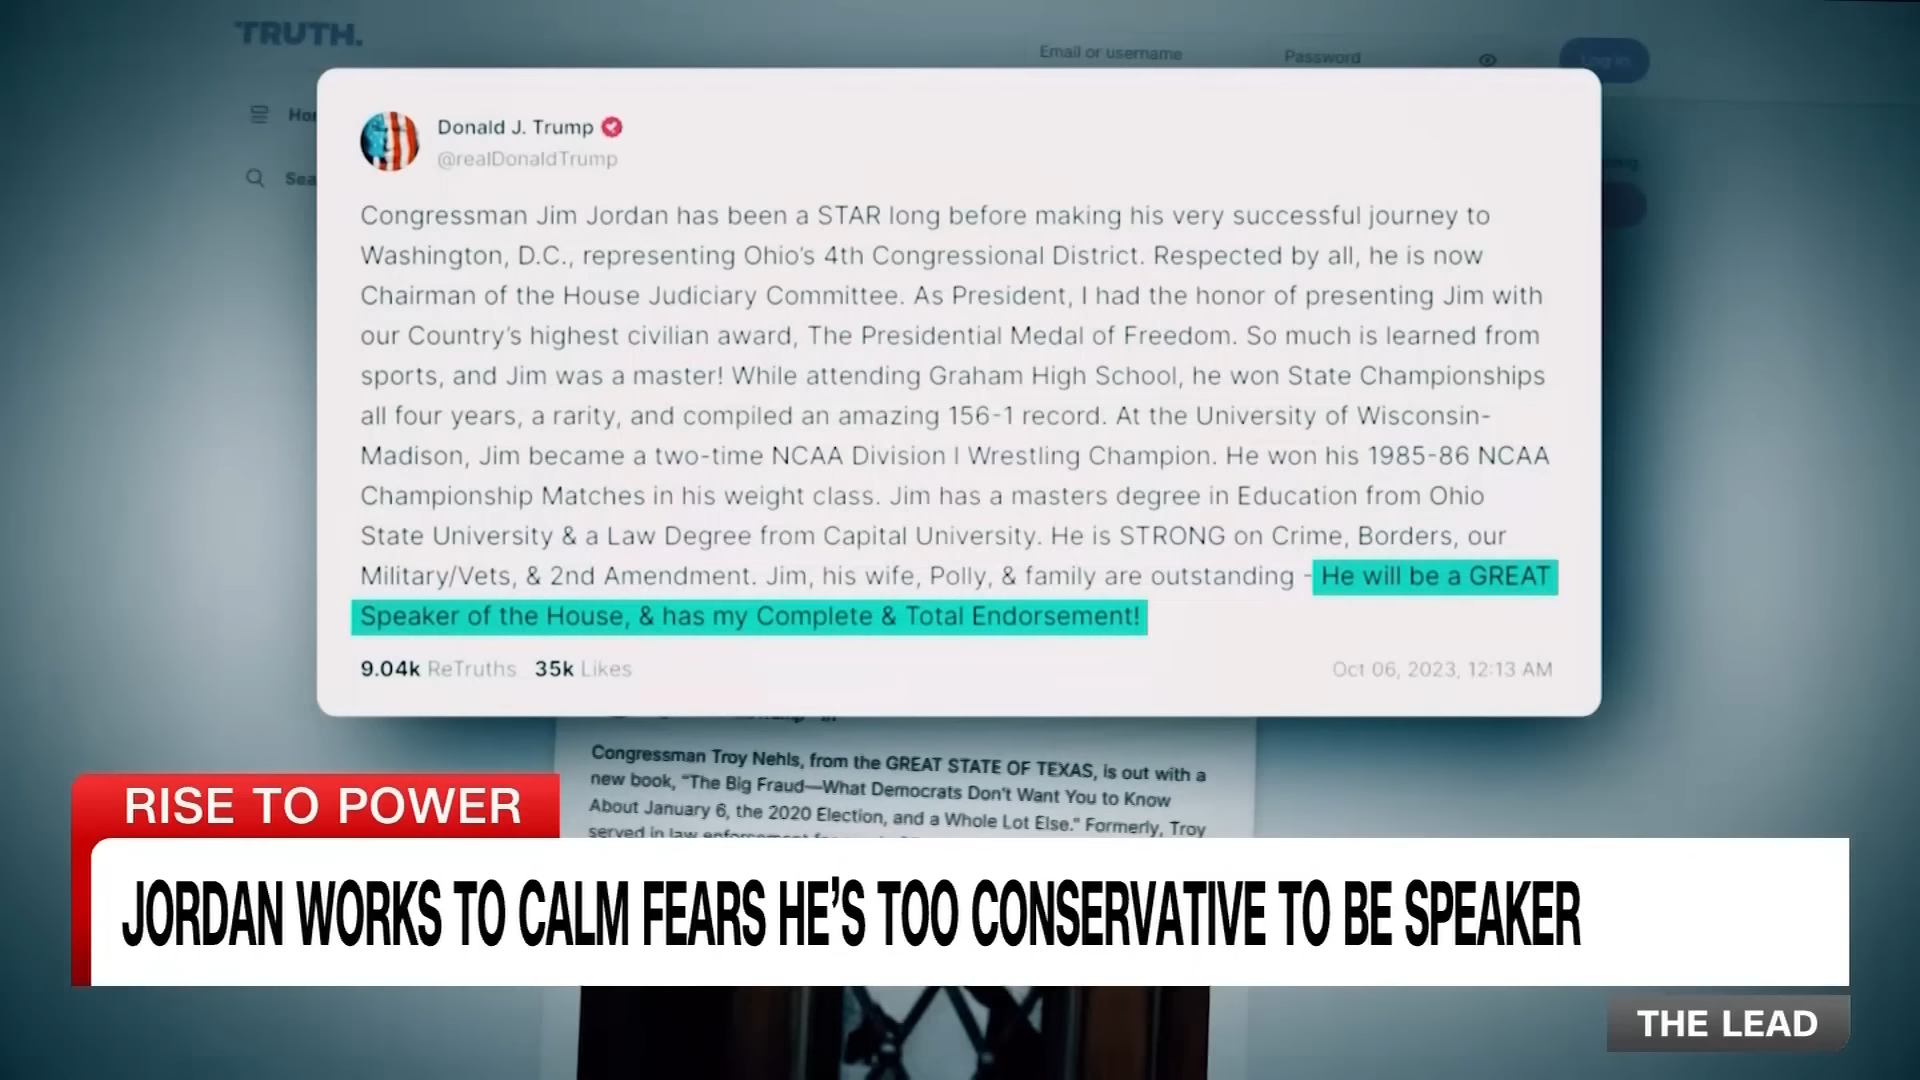 TRUTH.
Email or username
Password
Log in
Donald J. Trump
@realDonaldTrump
Congressman Jim Jordan has been a STAR long before making his very successful journey to
Washington, D.C., representing Ohio's 4th Congressional District. Respected by all, he is now
Chairman of the House Judiciary Committee. As President, I had the honor of presenting Jim with
our Country's highest civilian award, The Presidential Medal of Freedom. So much is learned from
sports, and Jim was a master! While attending Graham High School, he won State Championships
all four years, a rarity, and compiled an amazing 156-1 record. At the University of Wisconsin-
Madison, Jim became a two-time NCAA Division I Wrestling Champion. He won his 1985-86 NCAA
Championship Matches in his weight class. Jim has a masters degree in Education from Ohio
State University & a Law Degree from Capital University. He is STRONG on Crime, Borders, our
Military/Vets, & 2nd Amendment. Jim, his wife, Polly, & family are outstanding - He will be a GREAT
Speaker of the House, & has my Complete & Total Endorsement!
9.04k ReTruths 35k Likes
Oct 06, 2023, 12:13 AM
Congressman Troy Nehls, from the GREAT STATE OF TEXAS, is out with a
new book, "The Big Fraud—What Democrats Don't Want You to Know
About January 6, the 2020 Election, and a Whole Lot Else." Formerly, Troy
served in law
RISE TO POWER
JORDAN WORKS TO CALM FEARS HE'S TOO CONSERVATIVE TO BE SPEAKER
THE LEAD